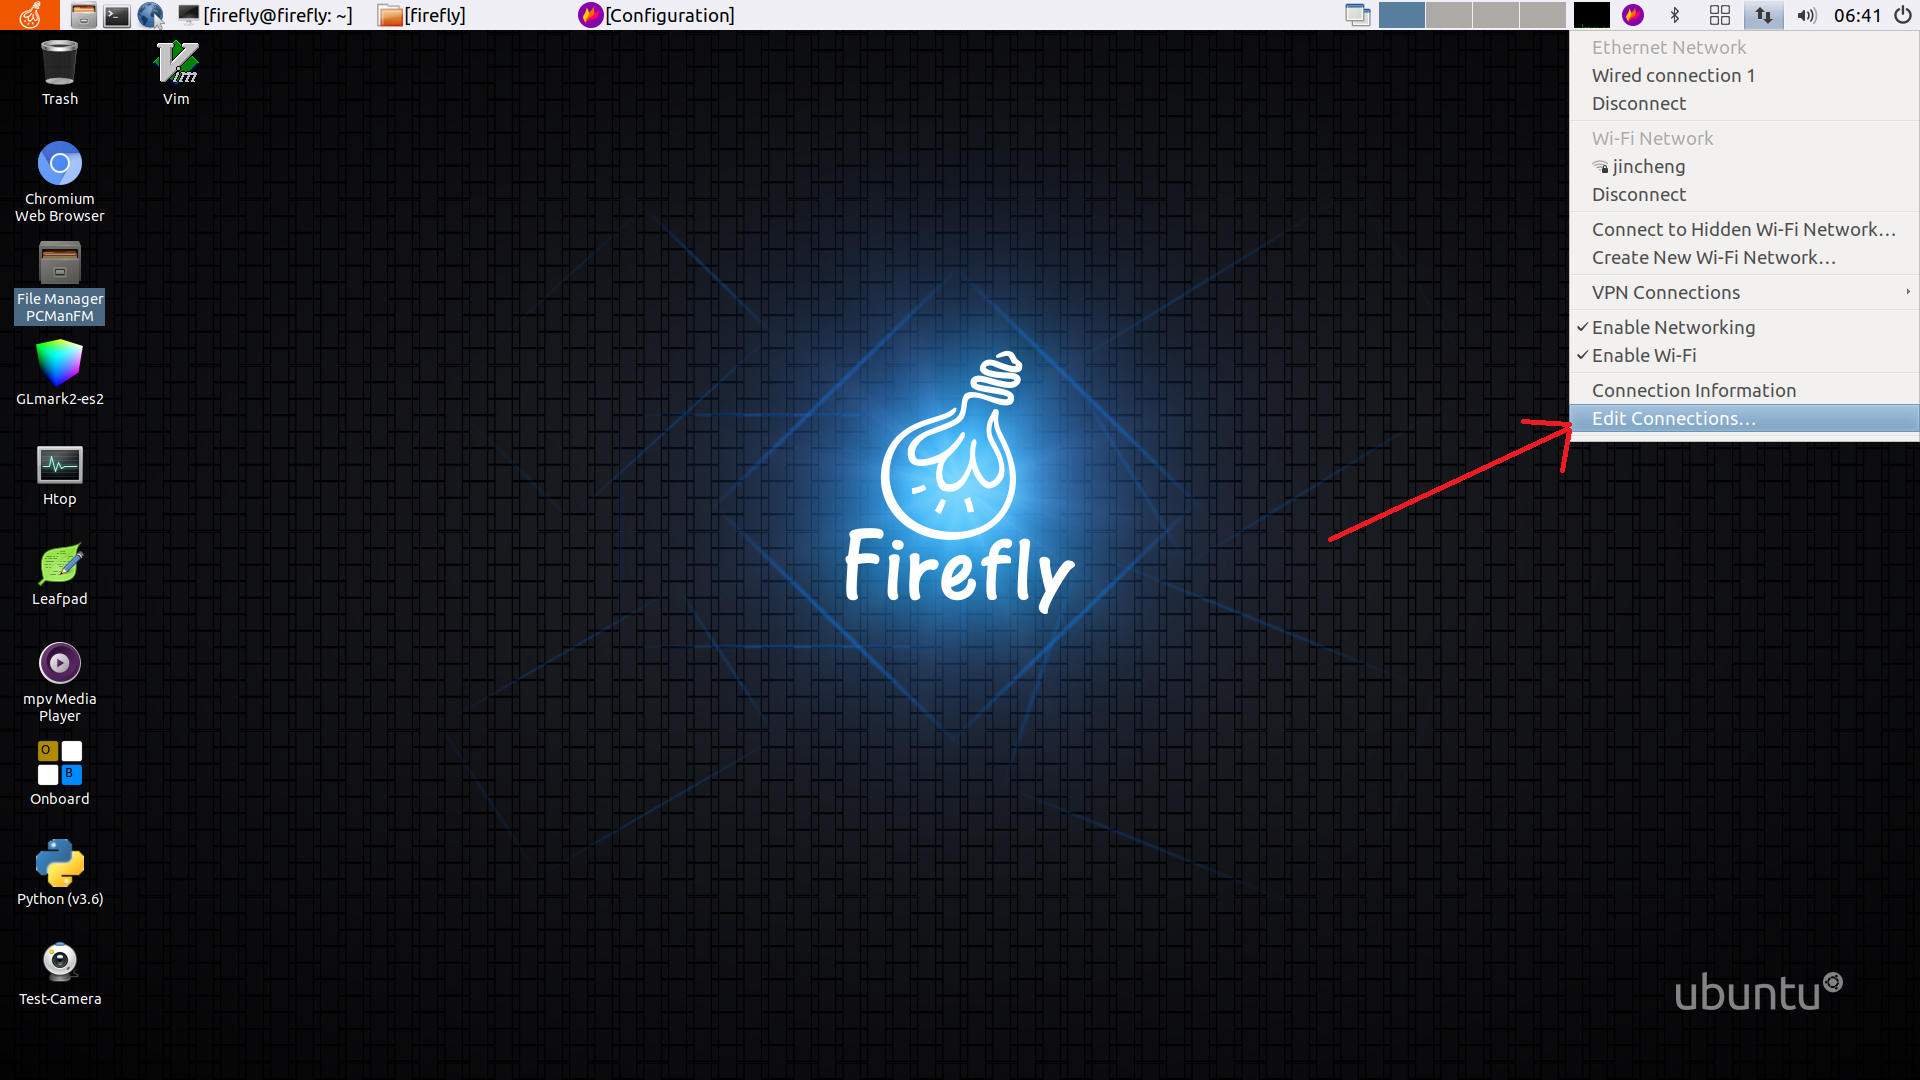 [firefly@firefly: ~]
[firefly]
[Configuration]
06:41
Trash
Vim
Chromium
Web Browser
File Manager
PCManFM
GLmark2-es2
Htop
Leafpad
mpv Media
Player
O
B
Onboard
Python (v3.6)
Test-Camera
Firefly
Ethernet Network
Wired connection 1
Disconnect
Wi-Fi Network
jincheng
Disconnect
Connect to Hidden Wi-Fi Network…
Create New Wi-Fi Network…
VPN Connections
Enable Networking
Enable Wi-Fi
Connection Information
Edit Connections…
ubuntu